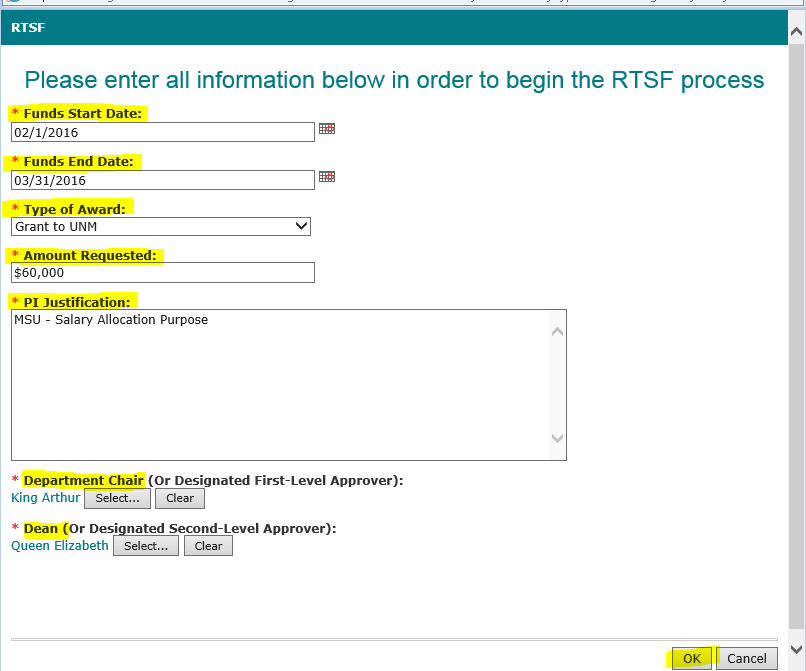 RTSF
Please enter all information below in order to begin the RTSF process
* Funds Start Date:
02/1/2016
* Funds End Date:
03/31/2016
* Type of Award:
Grant to UNM
* Amount Requested:
$60,000
* PI Justification:
MSU - Salary Allocation Purpose
* Department Chair (Or Designated First-Level Approver):
King Arthur Select... Clear
* Dean (Or Designated Second-Level Approver):
Queen Elizabeth Select... Clear
OK Cancel